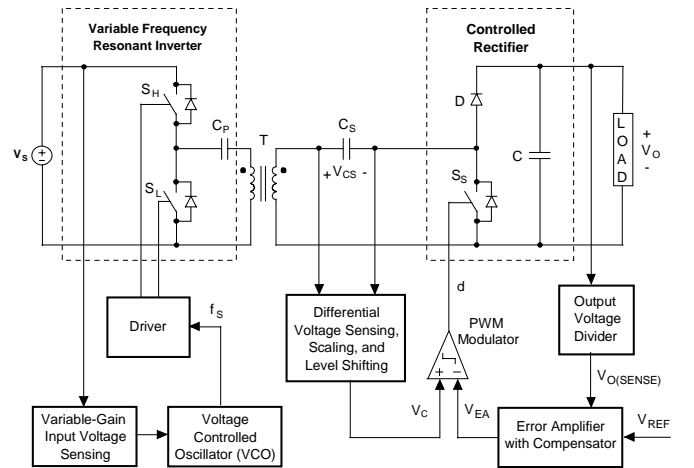 Variable Frequency
Resonant Inverter
Controlled
Rectifier
S_H
C_P
T
C_S
D
V_S
+
−
+ V_CS -
C
L
O
A
D
+
V_O
-
S_L
S_S
d
f_S
Driver
Differential
Voltage Sensing,
Scaling, and
Level Shifting
PWM
Modulator
+ −
Output
Voltage
Divider
V_O(SENSE)
V_C
V_EA
V_REF
Variable-Gain
Input Voltage
Sensing
Voltage
Controlled
Oscillator (VCO)
Error Amplifier
with Compensator